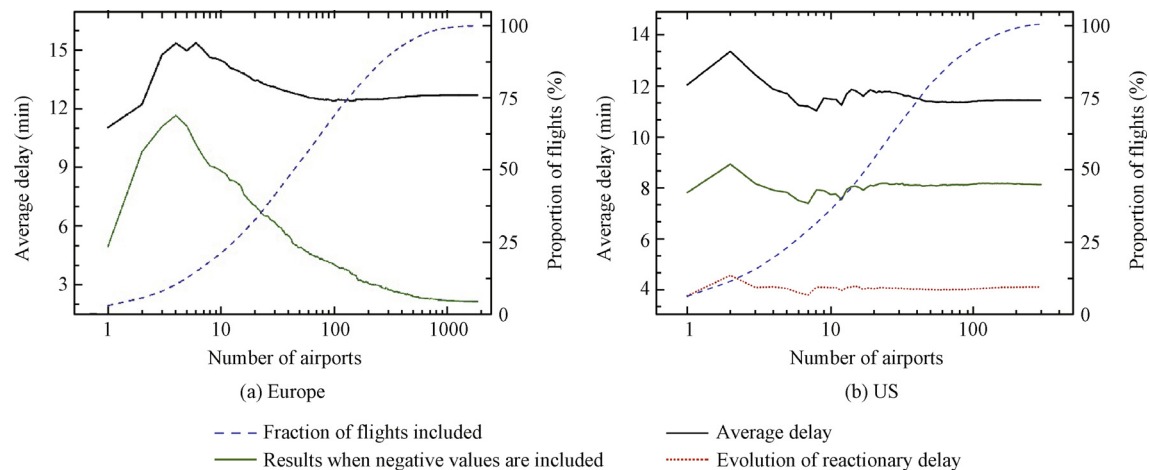 15
12
9
6
3
Average delay (min)
100
75
50
25
0
Proportion of flights (%)
1
10
100
1000
Number of airports
(a) Europe
14
12
10
8
6
4
Average delay (min)
100
75
50
25
0
Proportion of flights (%)
1
10
100
Number of airports
(b) US
Fraction of flights included
Average delay
Results when negative values are included
Evolution of reactionary delay